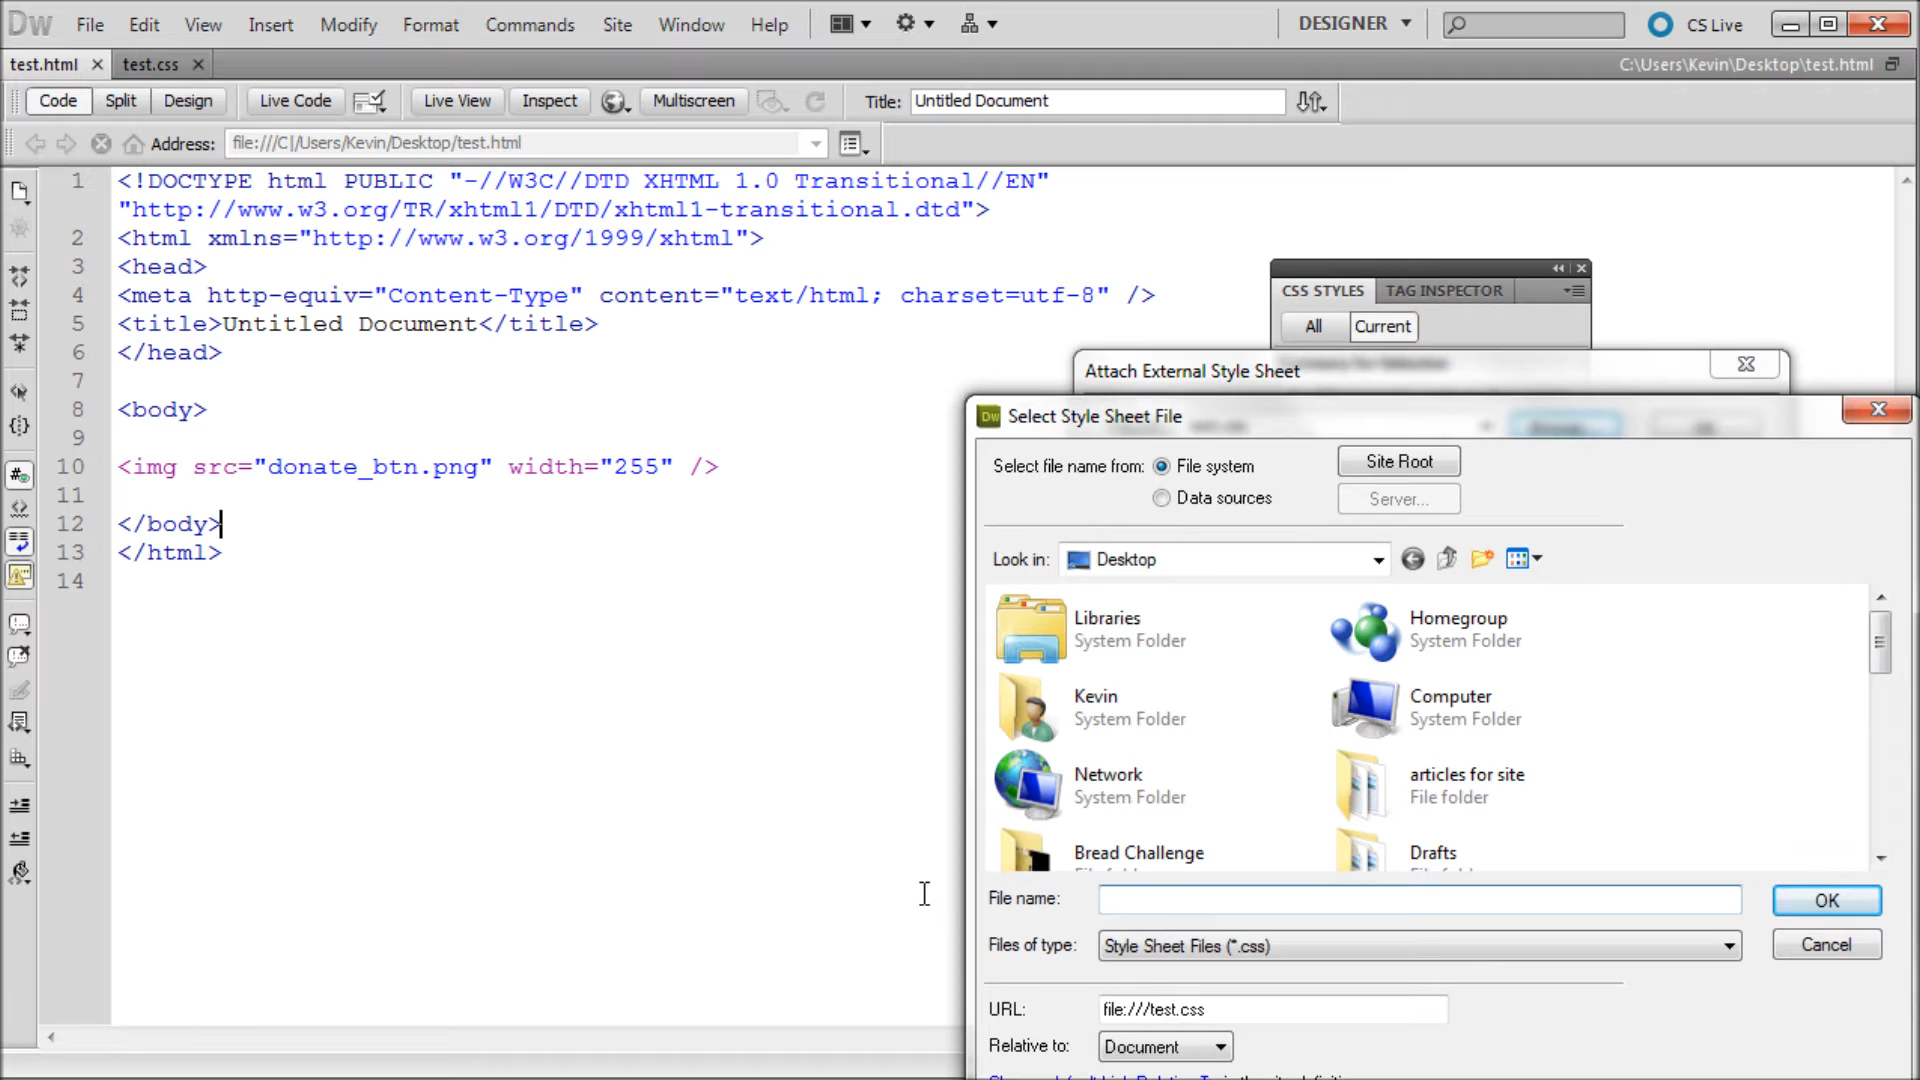 Dw File Edit View Insert Modify Format Commands Site Window Help DESIGNER CS Live
test.html test.css C:\Users\Kevin\Desktop\test.html
Code Split Design Live Code Live View Inspect Multiscreen Title: Untitled Document
Address: file:///C|/Users/Kevin/Desktop/test.html
1 <!DOCTYPE html PUBLIC "-//W3C//DTD XHTML 1.0 Transitional//EN"
"http://www.w3.org/TR/xhtml1/DTD/xhtml1-transitional.dtd">
2 <html xmlns="http://www.w3.org/1999/xhtml">
3 <head>
4 <meta http-equiv="Content-Type" content="text/html; charset=utf-8" />
5 <title>Untitled Document</title>
6 </head>
7
8 <body>
9
10 <img src="donate_btn.png" width="255" />
11
12 </body>
13 </html>
14
CSS STYLES TAG INSPECTOR
All Current
Attach External Style Sheet
Dw Select Style Sheet File
Select file name from: File system Site Root
Data sources Server...
Look in: Desktop
Libraries
System Folder
Homegroup
System Folder
Kevin
System Folder
Computer
System Folder
Network
System Folder
articles for site
File folder
Bread Challenge
Drafts
File name: OK
Files of type: Style Sheet Files (*.css) Cancel
URL: file:///test.css
Relative to: Document